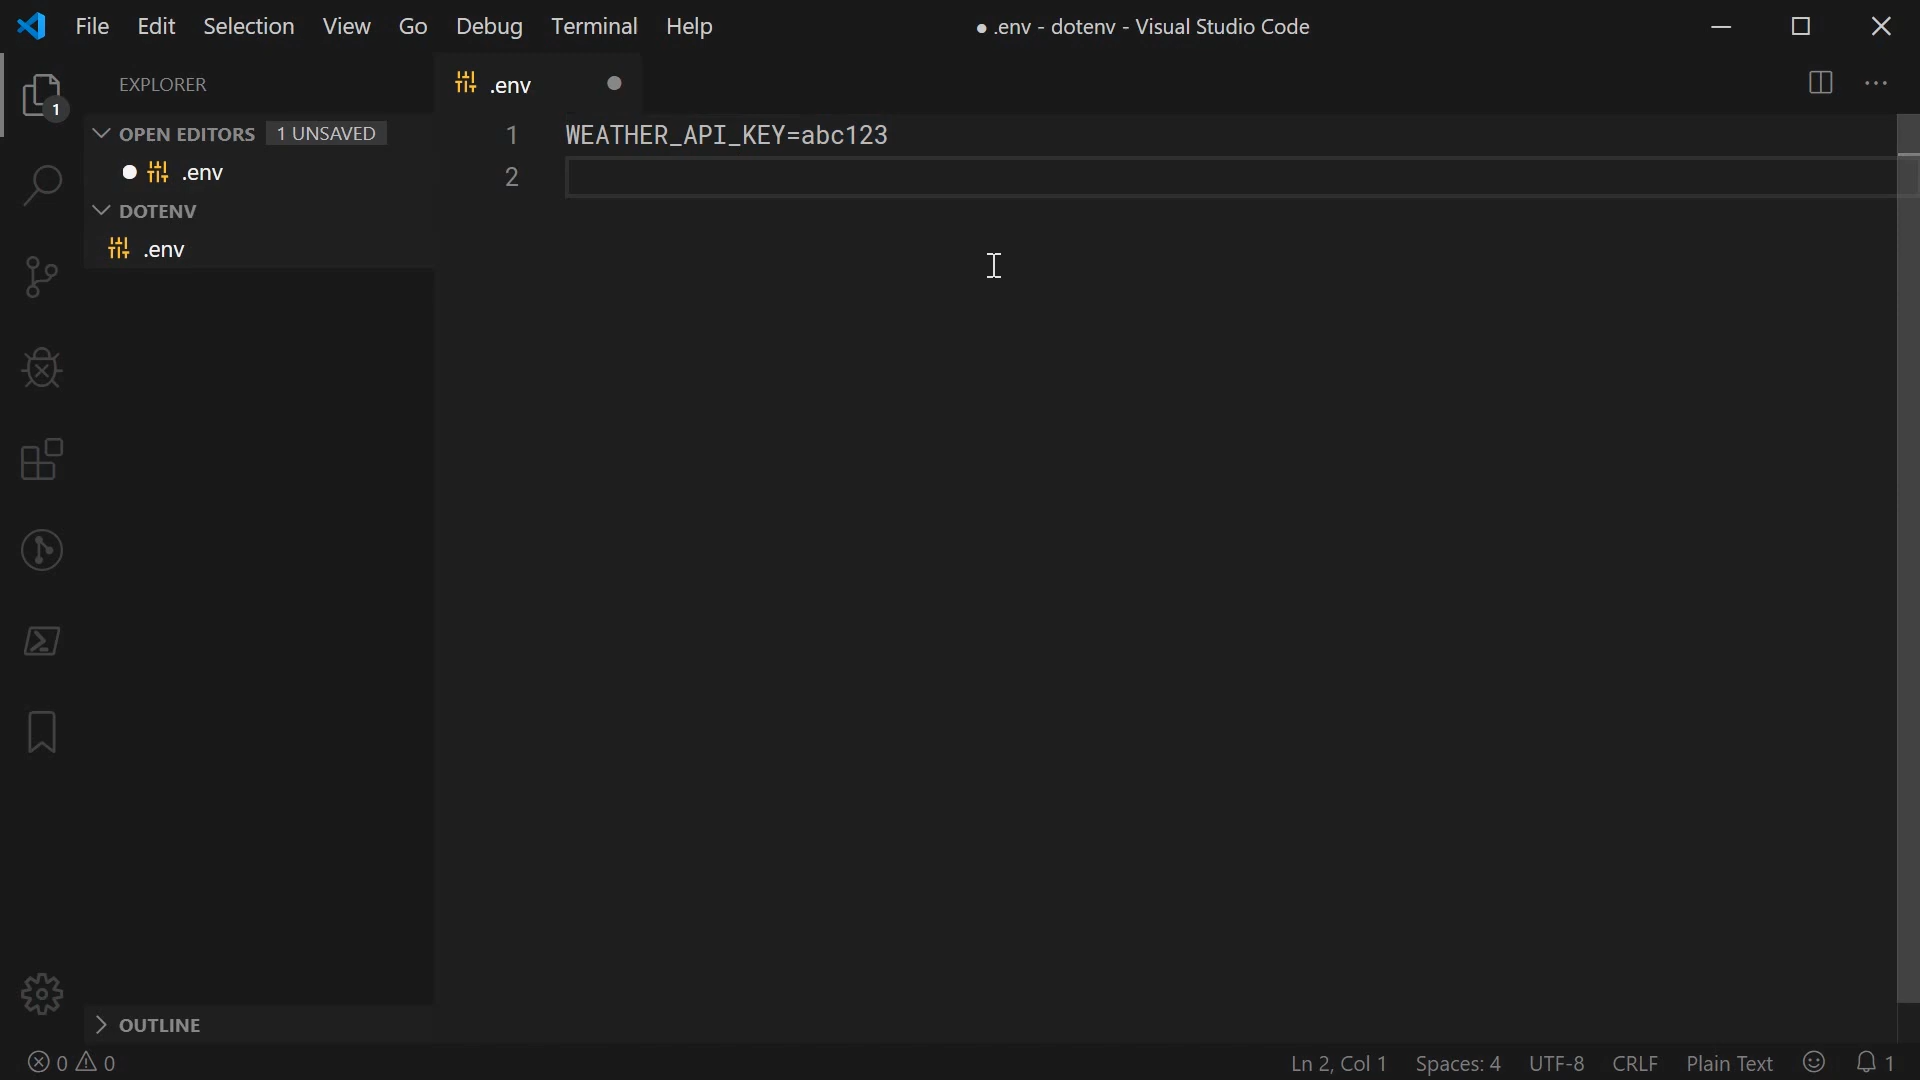 File Edit Selection View Go Debug Terminal Help
● .env - dotenv - Visual Studio Code
EXPLORER
1
OPEN EDITORS 1 UNSAVED
.env
DOTENV
.env
.env
1 WEATHER_API_KEY=abc123
2
OUTLINE
0 0
Ln 2, Col 1 Spaces: 4 UTF-8 CRLF Plain Text 1